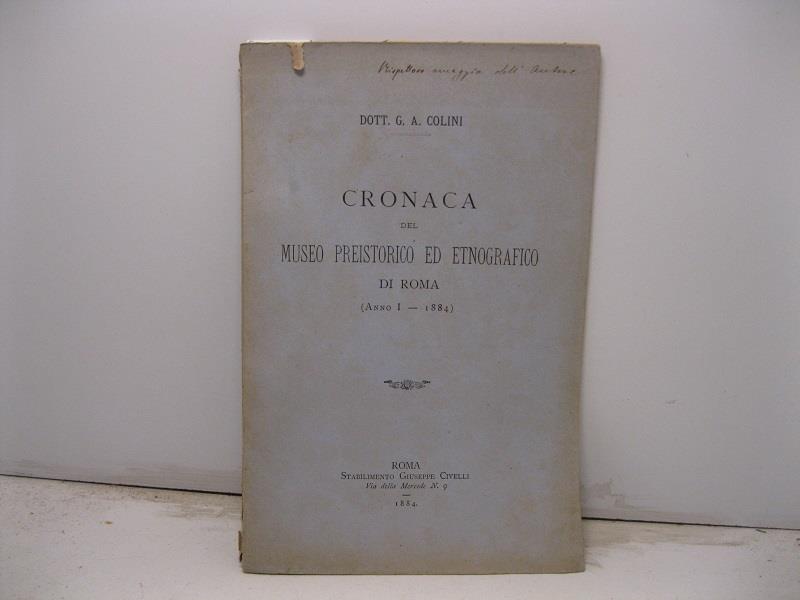 Rispettoso omaggio dell' Autore
DOTT. G. A. COLINI
CRONACA
DEL
MUSEO PREISTORICO ED ETNOGRAFICO
DI ROMA
(ANNO I — 1884)
ROMA
STABILIMENTO GIUSEPPE CIVELLI
Via della Mercede N. 9
—
1884.